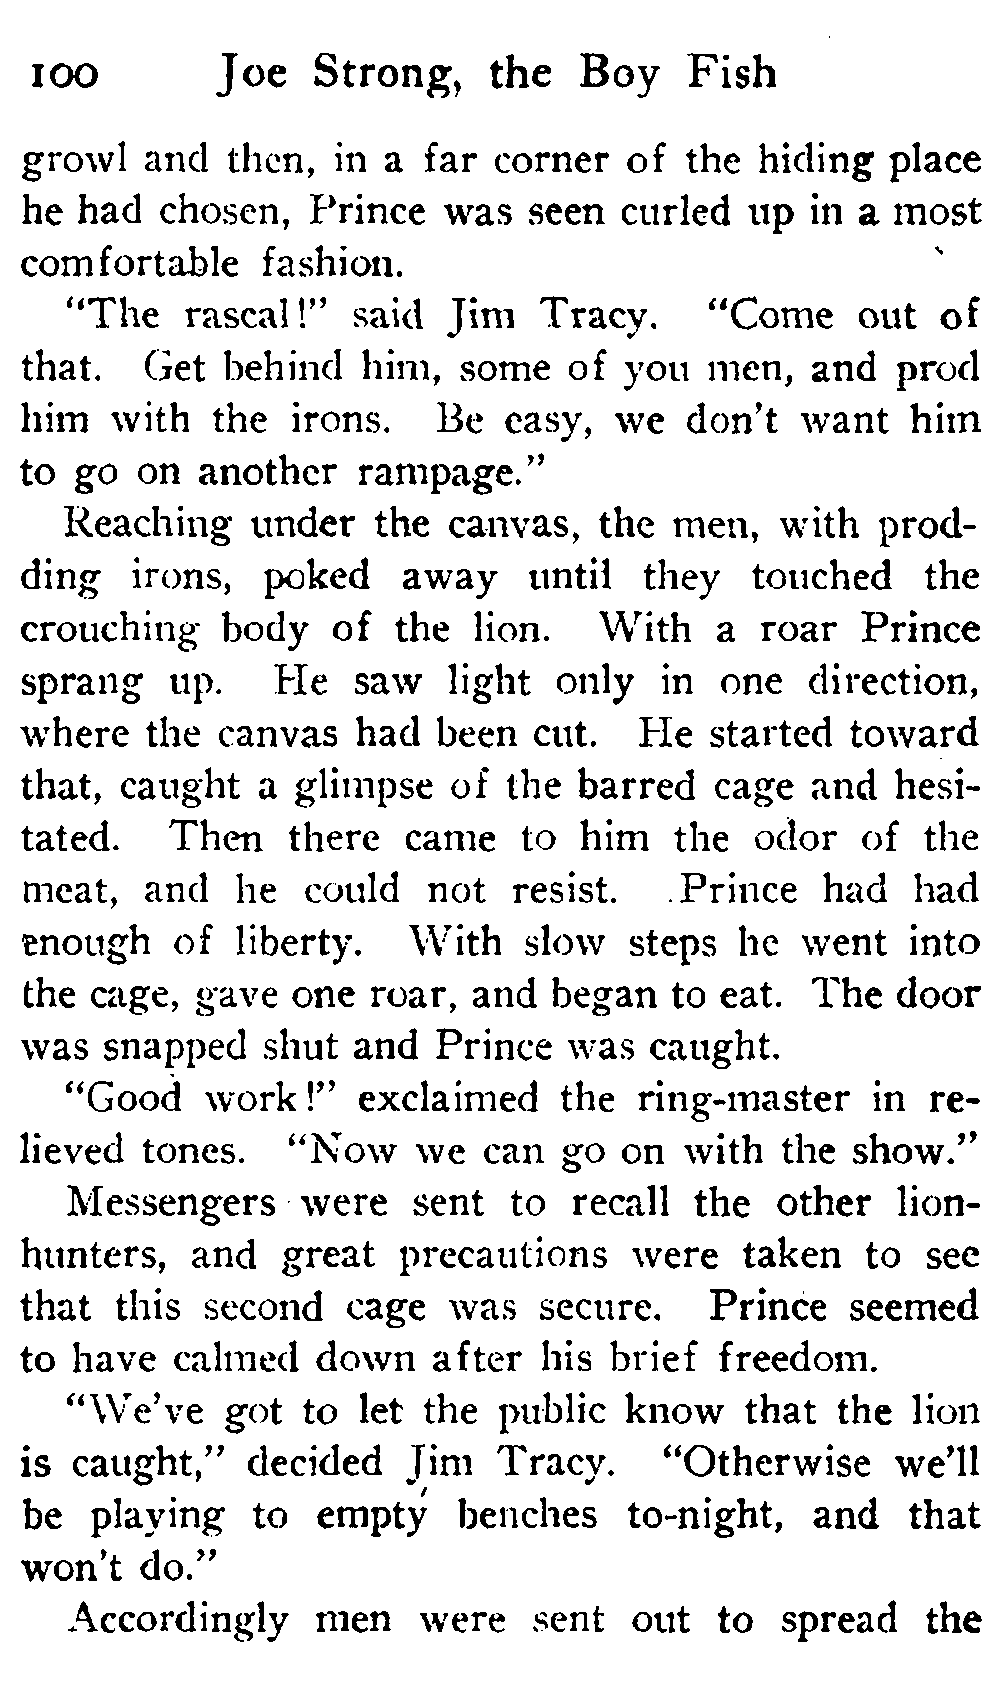 100 Joe Strong, the Boy Fish
growl and then, in a far corner of the hiding place
he had chosen, Prince was seen curled up in a most
comfortable fashion.
"The rascal!" said Jim Tracy. "Come out of
that. Get behind him, some of you men, and prod
him with the irons. Be easy, we don't want him
to go on another rampage."
Reaching under the canvas, the men, with prod-
ding irons, poked away until they touched the
crouching body of the lion. With a roar Prince
sprang up. He saw light only in one direction,
where the canvas had been cut. He started toward
that, caught a glimpse of the barred cage and hesi-
tated. Then there came to him the odor of the
meat, and he could not resist. Prince had had
enough of liberty. With slow steps he went into
the cage, gave one roar, and began to eat. The door
was snapped shut and Prince was caught.
"Good work!" exclaimed the ring-master in re-
lieved tones. "Now we can go on with the show."
Messengers were sent to recall the other lion-
hunters, and great precautions were taken to see
that this second cage was secure. Prince seemed
to have calmed down after his brief freedom.
"We've got to let the public know that the lion
is caught," decided Jim Tracy. "Otherwise we'll
be playing to empty benches to-night, and that
won't do."
Accordingly men were sent out to spread the